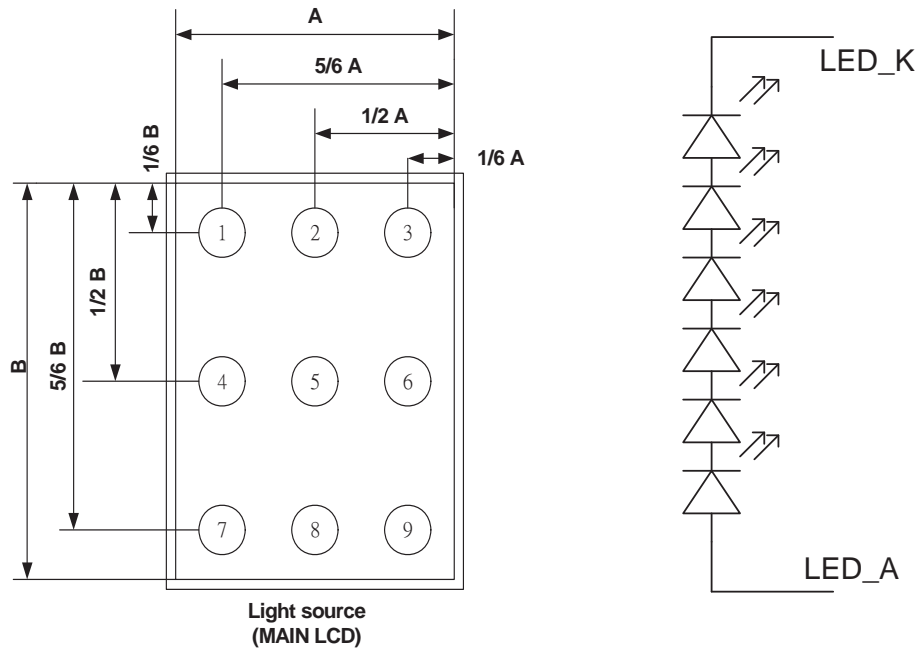 A
5/6 A
1/2 A
1/6 A
1/6 B
1/2 B
5/6 B
B
1 2 3
4 5 6
7 8 9
Light source
(MAIN LCD)
LED_K
LED_A